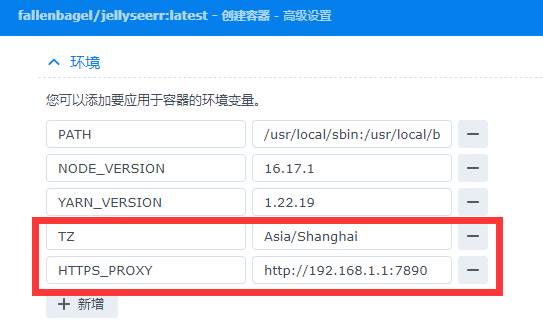 fallenbagel/jellyseerr:latest - 创建容器 - 高级设置
环境
您可以添加要应用于容器的环境变量。
PATH /usr/local/sbin:/usr/local/b
NODE_VERSION 16.17.1
YARN_VERSION 1.22.19
TZ Asia/Shanghai
HTTPS_PROXY http://192.168.1.1:7890
+ 新增